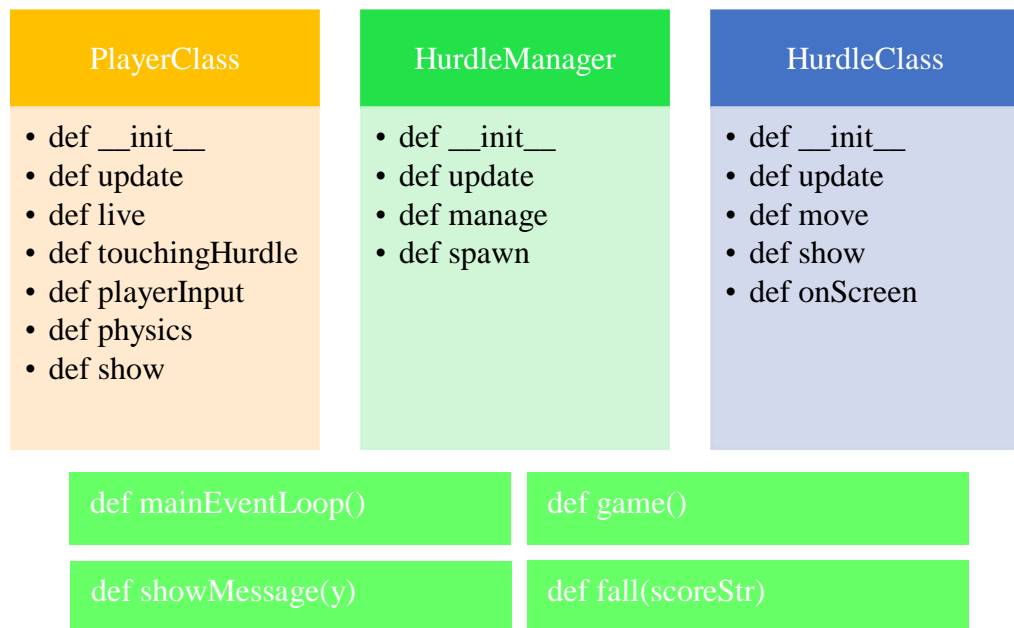 PlayerClass
• def __init__
• def update
• def live
• def touchingHurdle
• def playerInput
• def physics
• def show
HurdleManager
• def __init__
• def update
• def manage
• def spawn
HurdleClass
• def __init__
• def update
• def move
• def show
• def onScreen
def mainEventLoop()
def game()
def showMessage(y)
def fall(scoreStr)